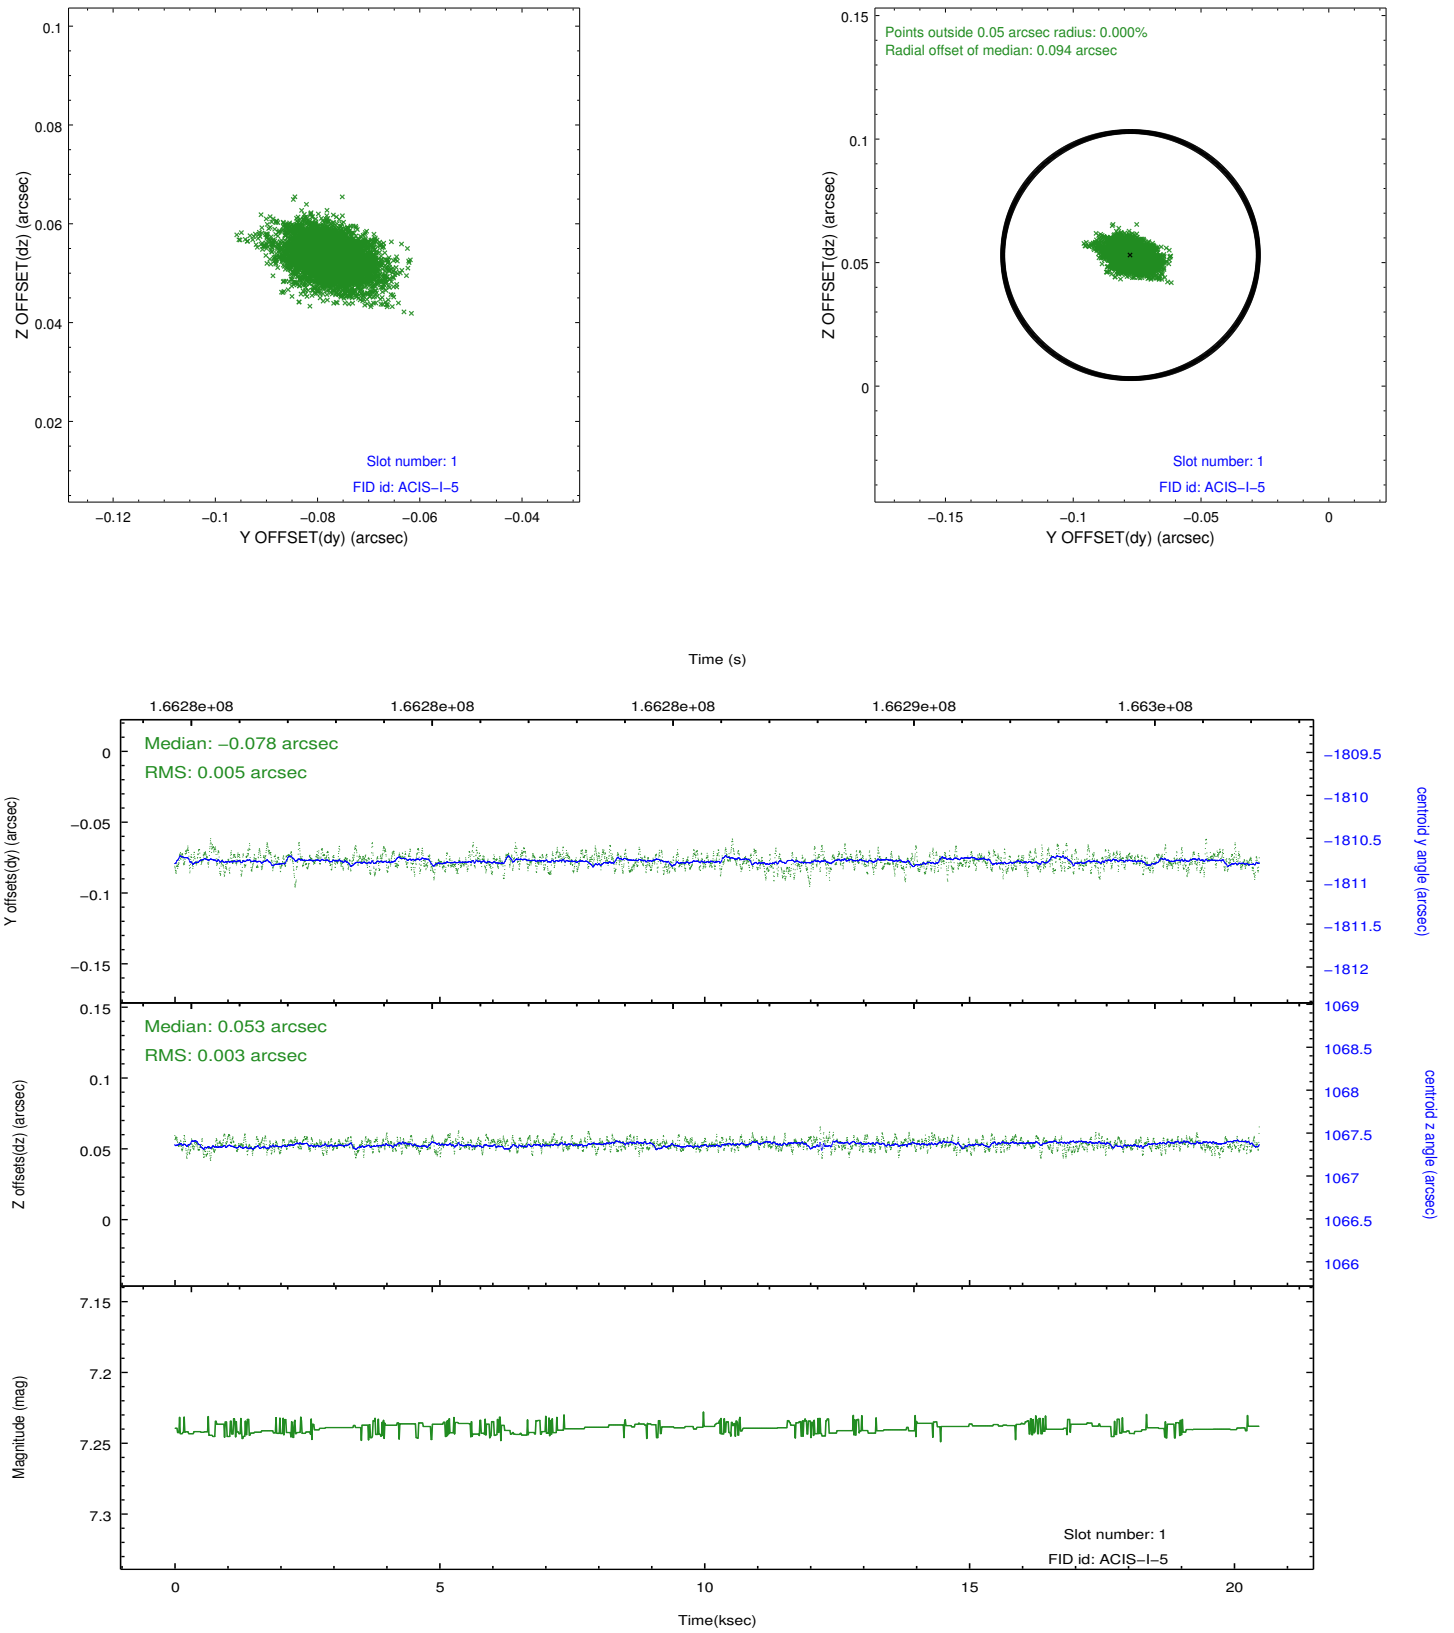 0.1
0.08
0.06
0.04
0.02
Z OFFSET(dz) (arcsec)
Slot number: 1
FID id: ACIS−I−5
−0.12
−0.1
−0.08
−0.06
−0.04
Y OFFSET(dy) (arcsec)
Points outside 0.05 arcsec radius: 0.000%
Radial offset of median: 0.094 arcsec
0.15
0.1
0.05
0
Z OFFSET(dz) (arcsec)
Slot number: 1
FID id: ACIS−I−5
−0.15
−0.1
−0.05
0
Y OFFSET(dy) (arcsec)
Time (s)
1.6628e+08
1.6628e+08
1.6628e+08
1.6629e+08
1.663e+08
Median: −0.078 arcsec
RMS: 0.005 arcsec
0
−0.05
−0.1
−0.15
Y offsets(dy) (arcsec)
−1809.5
−1810
−1810.5
−1811
−1811.5
−1812
centroid y angle (arcsec)
Median: 0.053 arcsec
RMS: 0.003 arcsec
0.15
0.1
0.05
0
Z offsets(dz) (arcsec)
1069
1068.5
1068
1067.5
1067
1066.5
1066
centroid z angle (arcsec)
7.15
7.2
7.25
7.3
Magnitude (mag)
Slot number: 1
FID id: ACIS−I−5
0
5
10
15
20
Time(ksec)